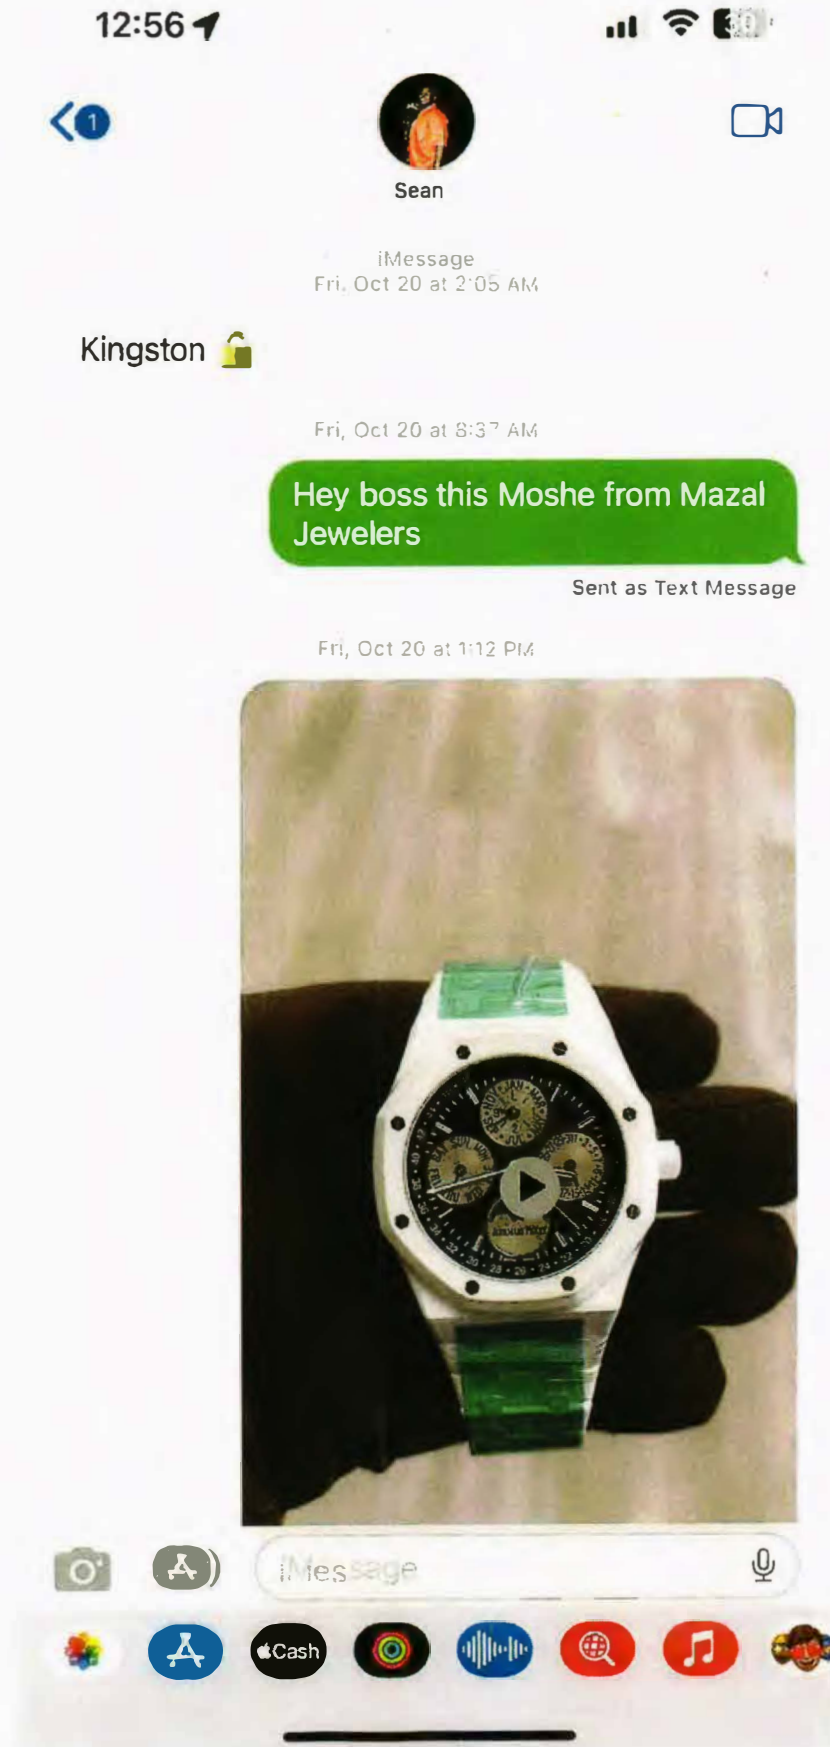 12:56
1
Sean
iMessage
Fri, Oct 20 at 2:05 AM
Kingston
Fri, Oct 20 at 8:37 AM
Hey boss this Moshe from Mazal
Jewelers
Sent as Text Message
Fri, Oct 20 at 1:12 PM
iMessage
Cash